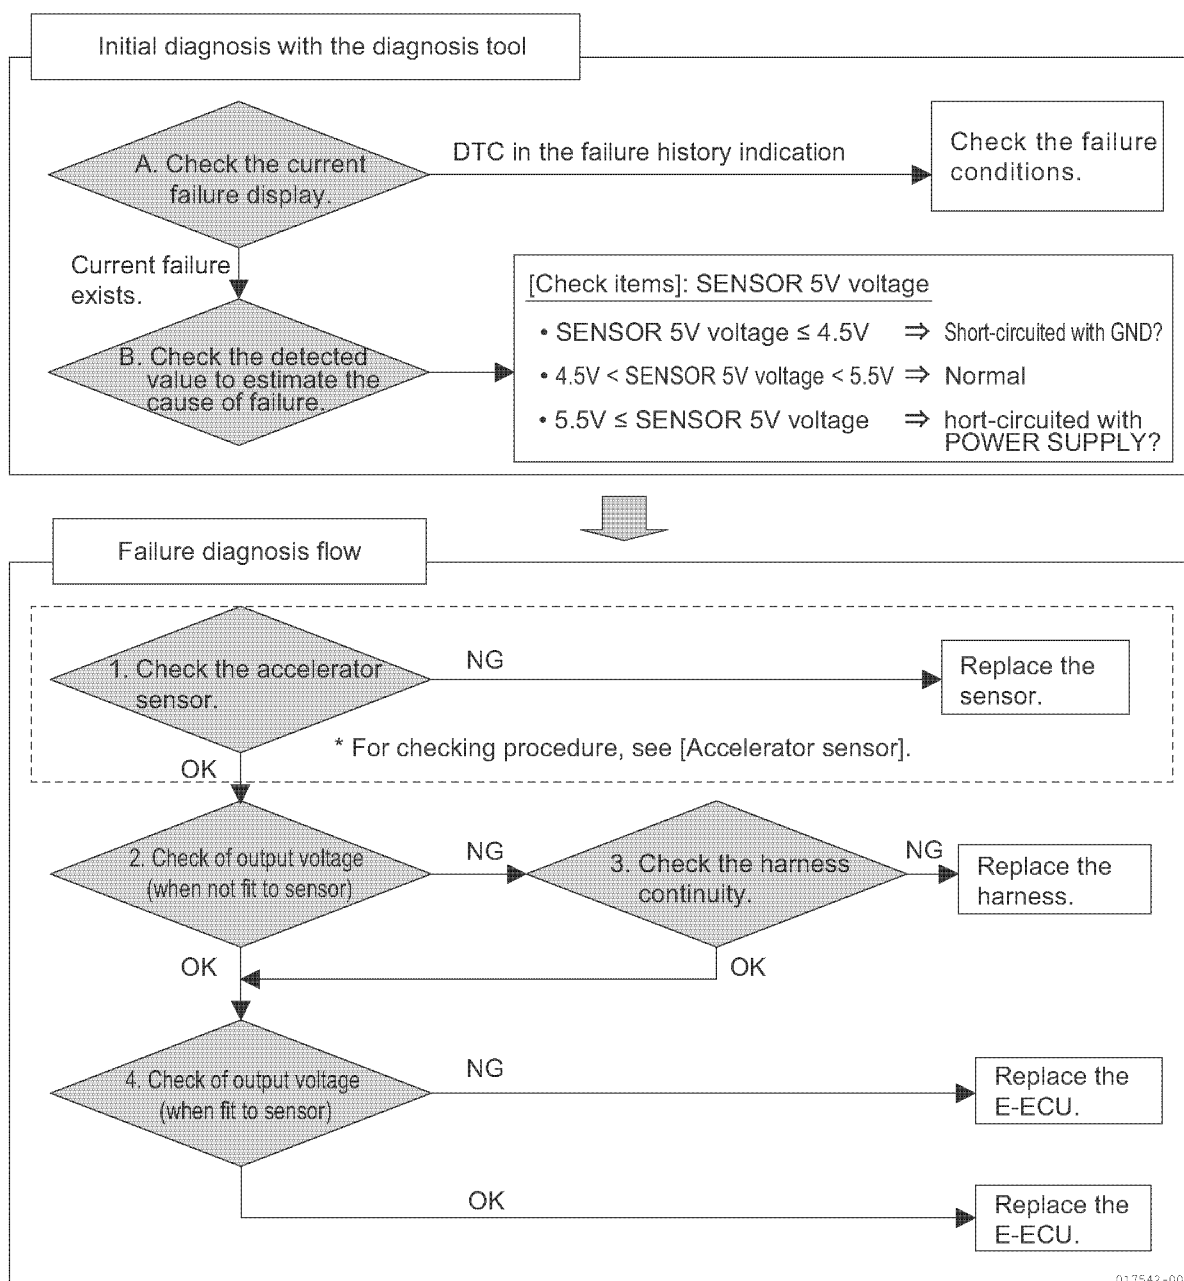 Initial diagnosis with the diagnosis tool
A. Check the current
failure display.
DTC in the failure history indication
Check the failure
conditions.
Current failure
exists.
B. Check the detected
value to estimate the
cause of failure.
[Check items]: SENSOR 5V voltage
• SENSOR 5V voltage ≤ 4.5V ⇒ Short-circuited with GND?
• 4.5V < SENSOR 5V voltage < 5.5V ⇒ Normal
• 5.5V ≤ SENSOR 5V voltage ⇒ hort-circuited with
POWER SUPPLY?
Failure diagnosis flow
1. Check the accelerator
sensor.
NG
Replace the
sensor.
* For checking procedure, see [Accelerator sensor].
OK
2. Check of output voltage
(when not fit to sensor)
NG
3. Check the harness
continuity.
NG
Replace the
harness.
OK
OK
4. Check of output voltage
(when fit to sensor)
NG
Replace the
E-ECU.
OK
Replace the
E-ECU.